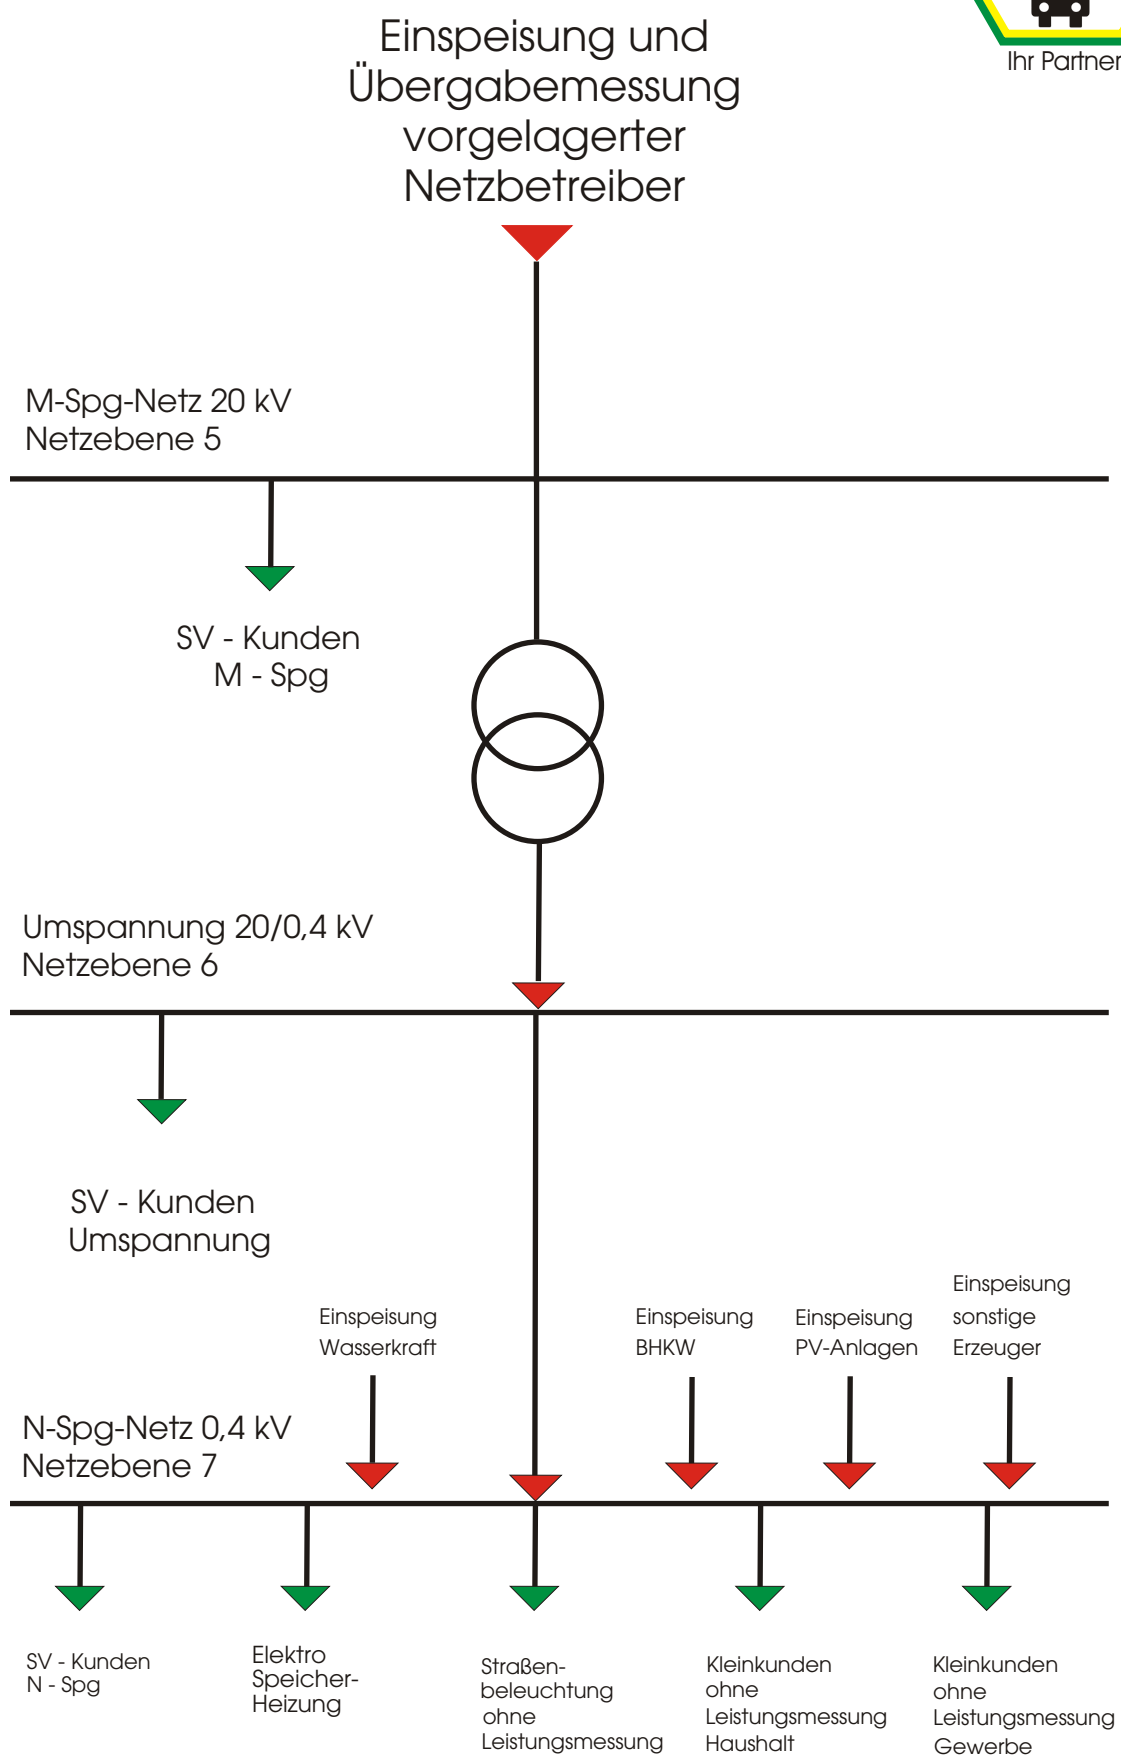 Einspeisung und
Übergabemessung
vorgelagerter
Netzbetreiber
Ihr Partner
M-Spg-Netz 20 kV
Netzebene 5
SV - Kunden
M - Spg
Umspannung 20/0,4 kV
Netzebene 6
SV - Kunden
Umspannung
Einspeisung
Wasserkraft
Einspeisung
BHKW
Einspeisung
PV-Anlagen
Einspeisung
sonstige
Erzeuger
N-Spg-Netz 0,4 kV
Netzebene 7
SV - Kunden
N - Spg
Elektro
Speicher-
Heizung
Straßen-
beleuchtung
ohne
Leistungsmessung
Kleinkunden
ohne
Leistungsmessung
Haushalt
Kleinkunden
ohne
Leistungsmessung
Gewerbe